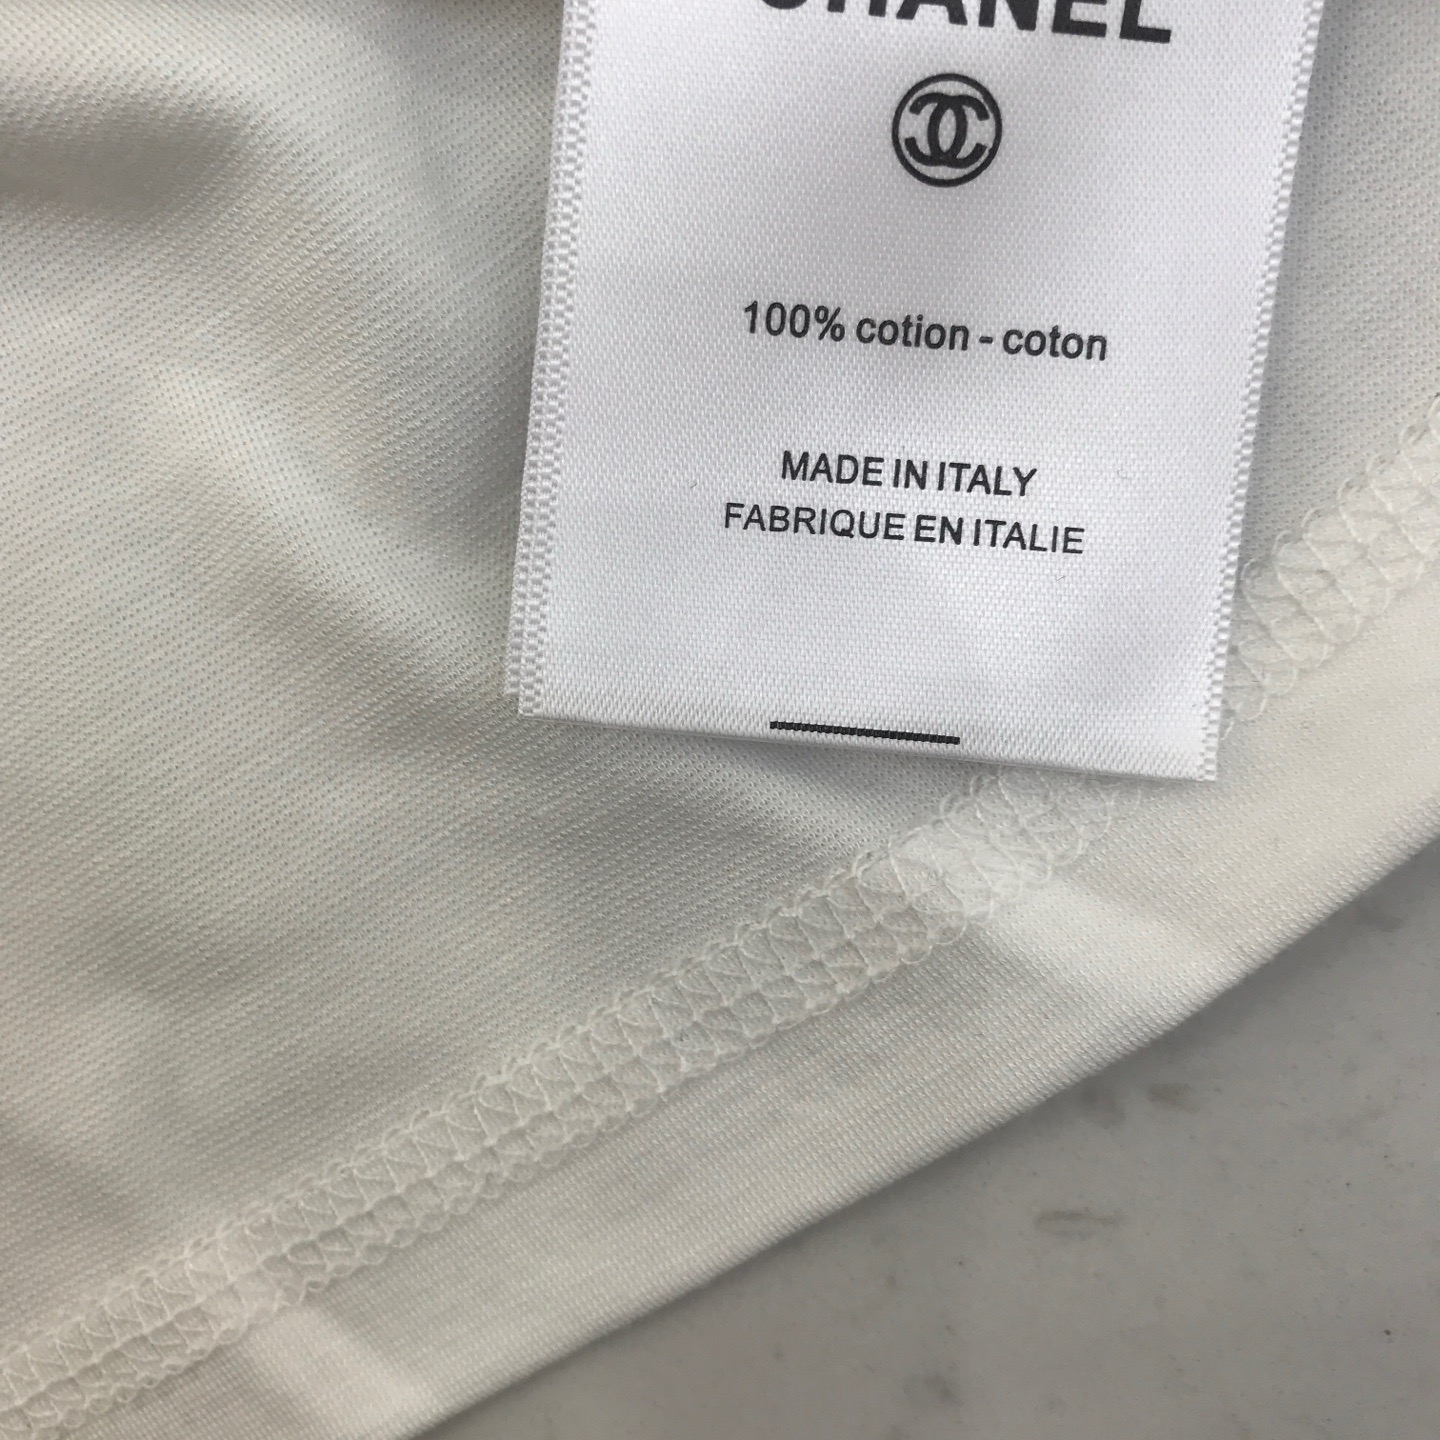 CHANEL
100% cotion - coton
MADE IN ITALY
FABRIQUE EN ITALIE